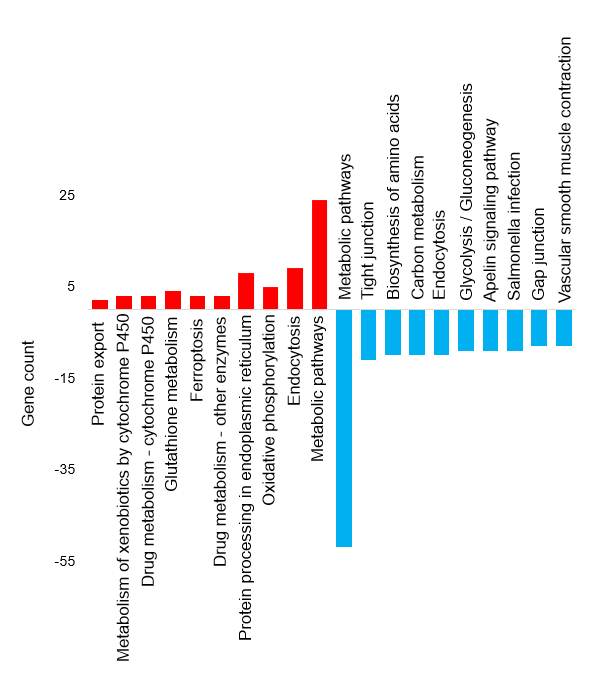 Gene count
25
5
-15
-35
-55
Protein export
Metabolism of xenobiotics by cytochrome P450
Drug metabolism - cytochrome P450
Glutathione metabolism
Ferroptosis
Drug metabolism - other enzymes
Protein processing in endoplasmic reticulum
Oxidative phosphorylation
Endocytosis
Metabolic pathways
Metabolic pathways
Tight junction
Biosynthesis of amino acids
Carbon metabolism
Endocytosis
Glycolysis / Gluconeogenesis
Apelin signaling pathway
Salmonella infection
Gap junction
Vascular smooth muscle contraction